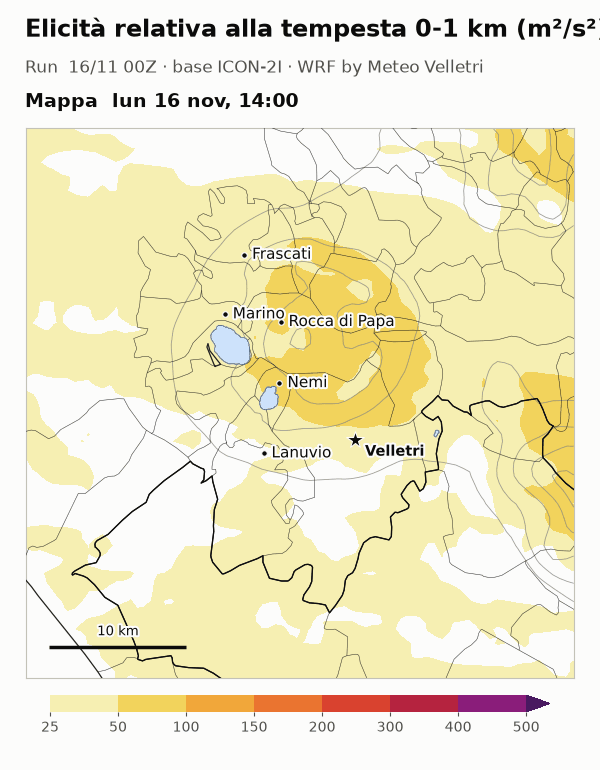 Elicità relativa alla tempesta 0-1 km (m²/s²)
Run  16/11 00Z · base ICON-2I · WRF by Meteo Velletri
Mappa  lun 16 nov, 14:00
Frascati
Marino
Rocca di Papa
Nemi
Velletri
Lanuvio
10 km
25 50 100 150 200 300 400 500